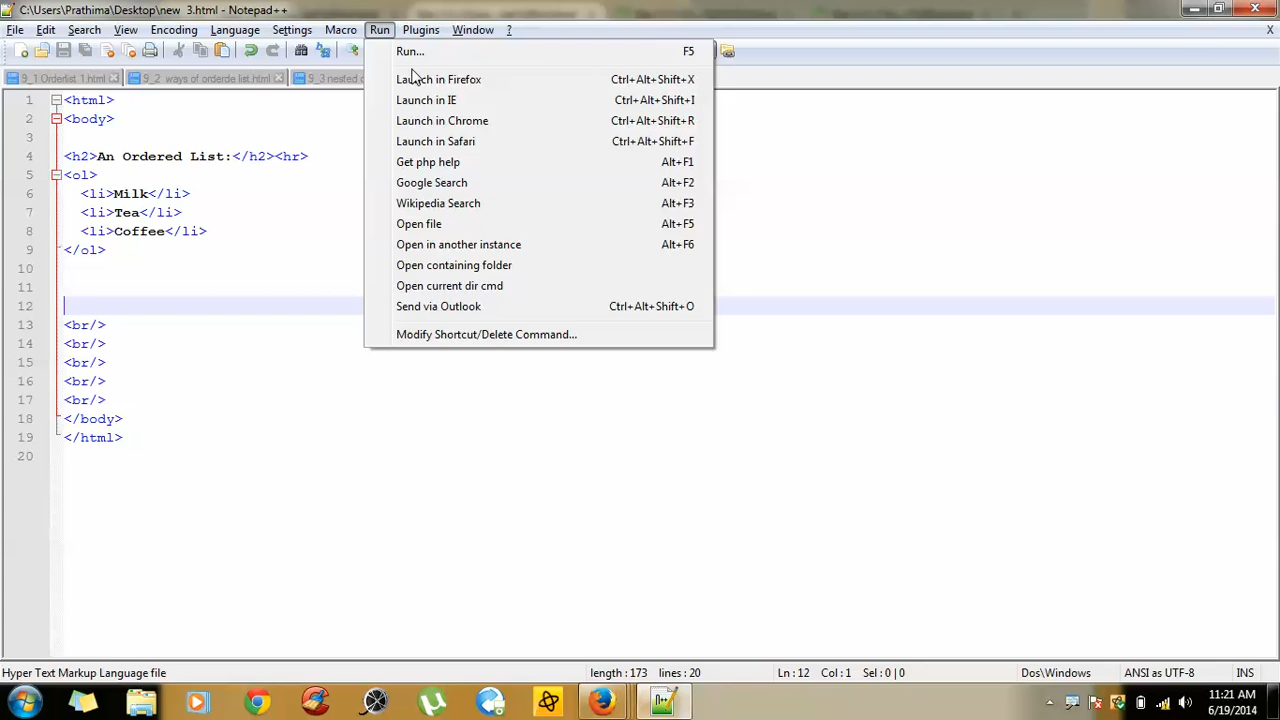 C:\Users\Prathima\Desktop\new  3.html - Notepad++
File Edit Search View Encoding Language Settings Macro Run Plugins Window ? X
9_1 Orderlist 1.html 9_2 ways of orderde list.html 9_3 nested
Run... F5
Launch in Firefox Ctrl+Alt+Shift+X
Launch in IE Ctrl+Alt+Shift+I
Launch in Chrome Ctrl+Alt+Shift+R
Launch in Safari Ctrl+Alt+Shift+F
Get php help Alt+F1
Google Search Alt+F2
Wikipedia Search Alt+F3
Open file Alt+F5
Open in another instance Alt+F6
Open containing folder
Open current dir cmd
Send via Outlook Ctrl+Alt+Shift+O
Modify Shortcut/Delete Command...
1 <html>
2 <body>
3
4 <h2>An Ordered List:</h2><hr>
5 <ol>
6 <li>Milk</li>
7 <li>Tea</li>
8 <li>Coffee</li>
9 </ol>
10
11
12
13 <br/>
14 <br/>
15 <br/>
16 <br/>
17 <br/>
18 </body>
19 </html>
20
Hyper Text Markup Language file length : 173 lines : 20 Ln : 12 Col : 1 Sel : 0 | 0 Dos\Windows ANSI as UTF-8 INS
11:21 AM
6/19/2014